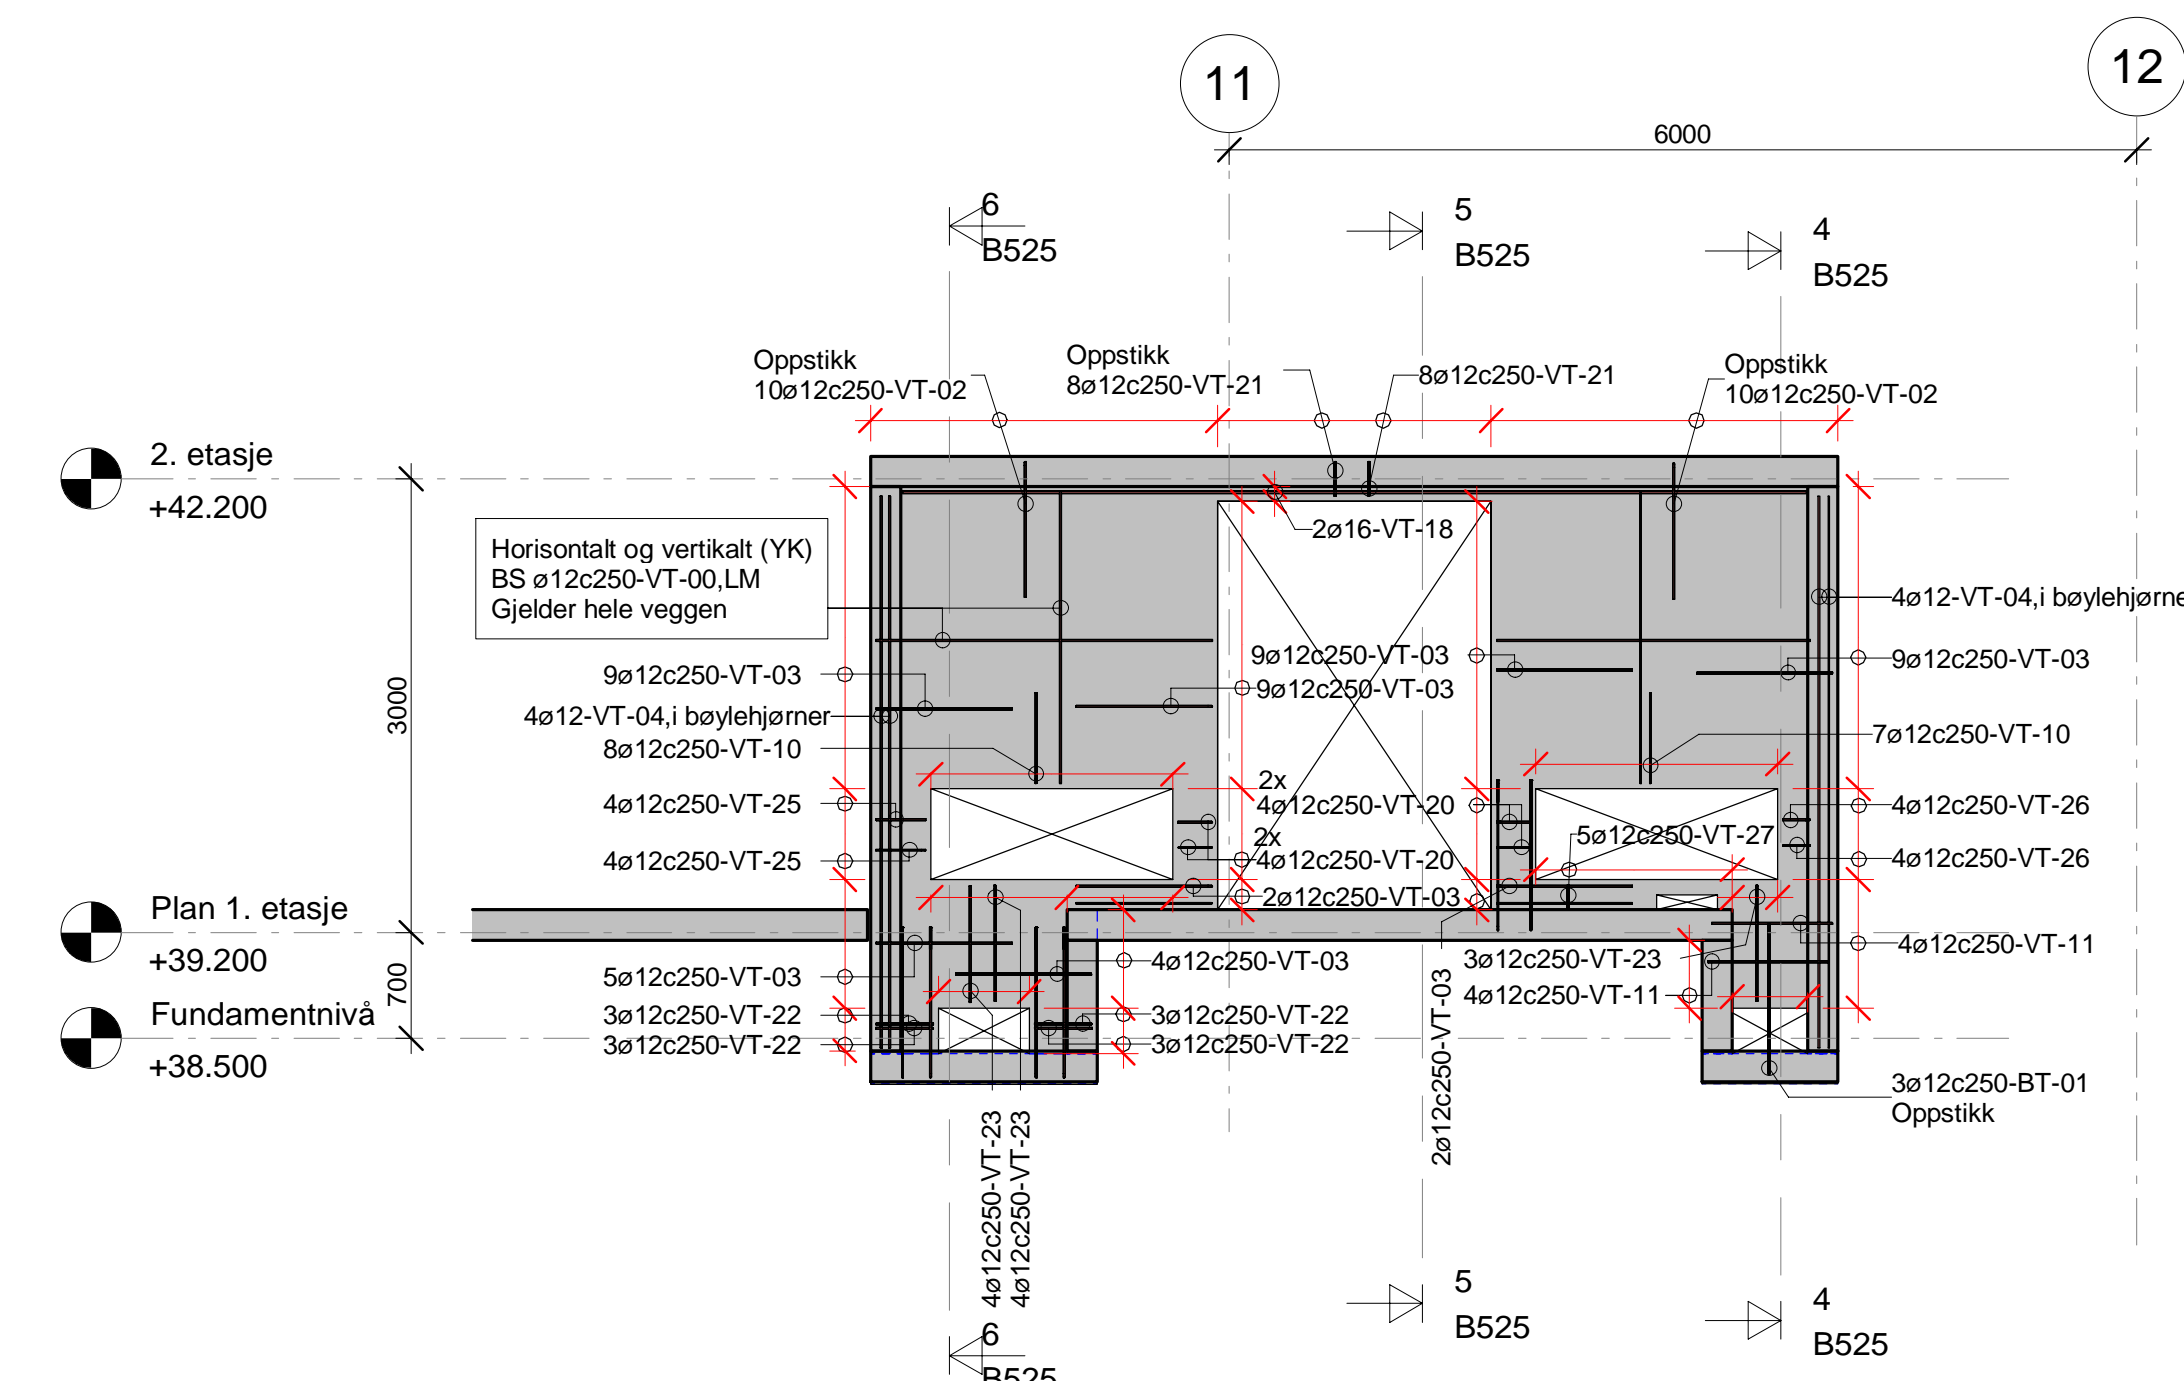 11
12
6000
6
B525
5
B525
4
B525
Oppstikk
10ø12c250-VT-02
Oppstikk
8ø12c250-VT-21
8ø12c250-VT-21
Oppstikk
10ø12c250-VT-02
2. etasje
+42.200
Horisontalt og vertikalt (YK)
BS ø12c250-VT-00,LM
Gjelder hele veggen
2ø16-VT-18
4ø12-VT-04,i bøylehjørne
9ø12c250-VT-03
9ø12c250-VT-03
9ø12c250-VT-03
9ø12c250-VT-03
3000
4ø12-VT-04,i bøylehjørner
8ø12c250-VT-10
7ø12c250-VT-10
2x
4ø12c250-VT-25
4ø12c250-VT-20
4ø12c250-VT-26
2x
5ø12c250-VT-27
4ø12c250-VT-25
4ø12c250-VT-20
4ø12c250-VT-26
2ø12c250-VT-03
Plan 1. etasje
+39.200
4ø12c250-VT-11
5ø12c250-VT-03
4ø12c250-VT-03
3ø12c250-VT-23
4ø12c250-VT-11
700
Fundamentnivå
+38.500
3ø12c250-VT-22
3ø12c250-VT-22
3ø12c250-VT-22
3ø12c250-VT-22
2ø12c250-VT-03
3ø12c250-BT-01
Oppstikk
4ø12c250-VT-23
4ø12c250-VT-23
5
B525
4
B525
6
B525